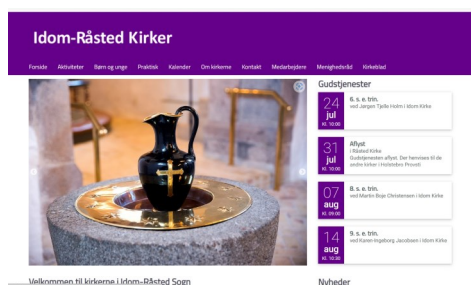 Idom-Råsted Kirker
Forside Aktiviteter Børn og unge Praktisk Kalender Om kirkerne Kontakt Medarbejdere Menighedsråd Kirkeblad
Gudstjenester
24
jul
Kl. 10:00
6. s. e. trin.
ved Jørgen Tjelle Holm i Idom Kirke
31
jul
Kl. 10:00
Aflyst
i Råsted Kirke
Gudstjenesten aflyst. Der henvises til de
andre kirker i Holstebro Provsti
07
aug
Kl. 09:00
8. s. e. trin.
ved Martin Boje Christensen i Idom Kirke
14
aug
Kl. 10:30
9. s. e. trin.
ved Karen-Ingeborg Jacobsen i Idom Kirke
Velkommen til kirkerne i Idom-Råsted Sogn
Nyheder